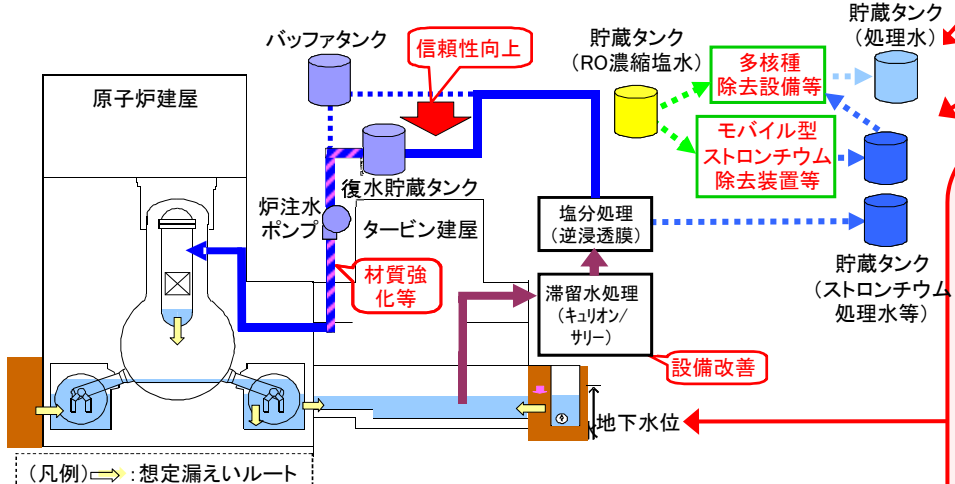 バッファタンク
信頼性向上
貯蔵タンク
(RO濃縮塩水)
多核種
除去設備等
貯蔵タンク
(処理水)
原子炉建屋
モバイル型
ストロンチウム
除去装置等
復水貯蔵タンク
炉注水
ポンプ
タービン建屋
塩分処理
(逆浸透膜)
材質強
化等
滞留水処理
(キュリオン/
サリー)
貯蔵タンク
(ストロンチウム
処理水等)
設備改善
地下水位
(凡例) :想定漏えいルート